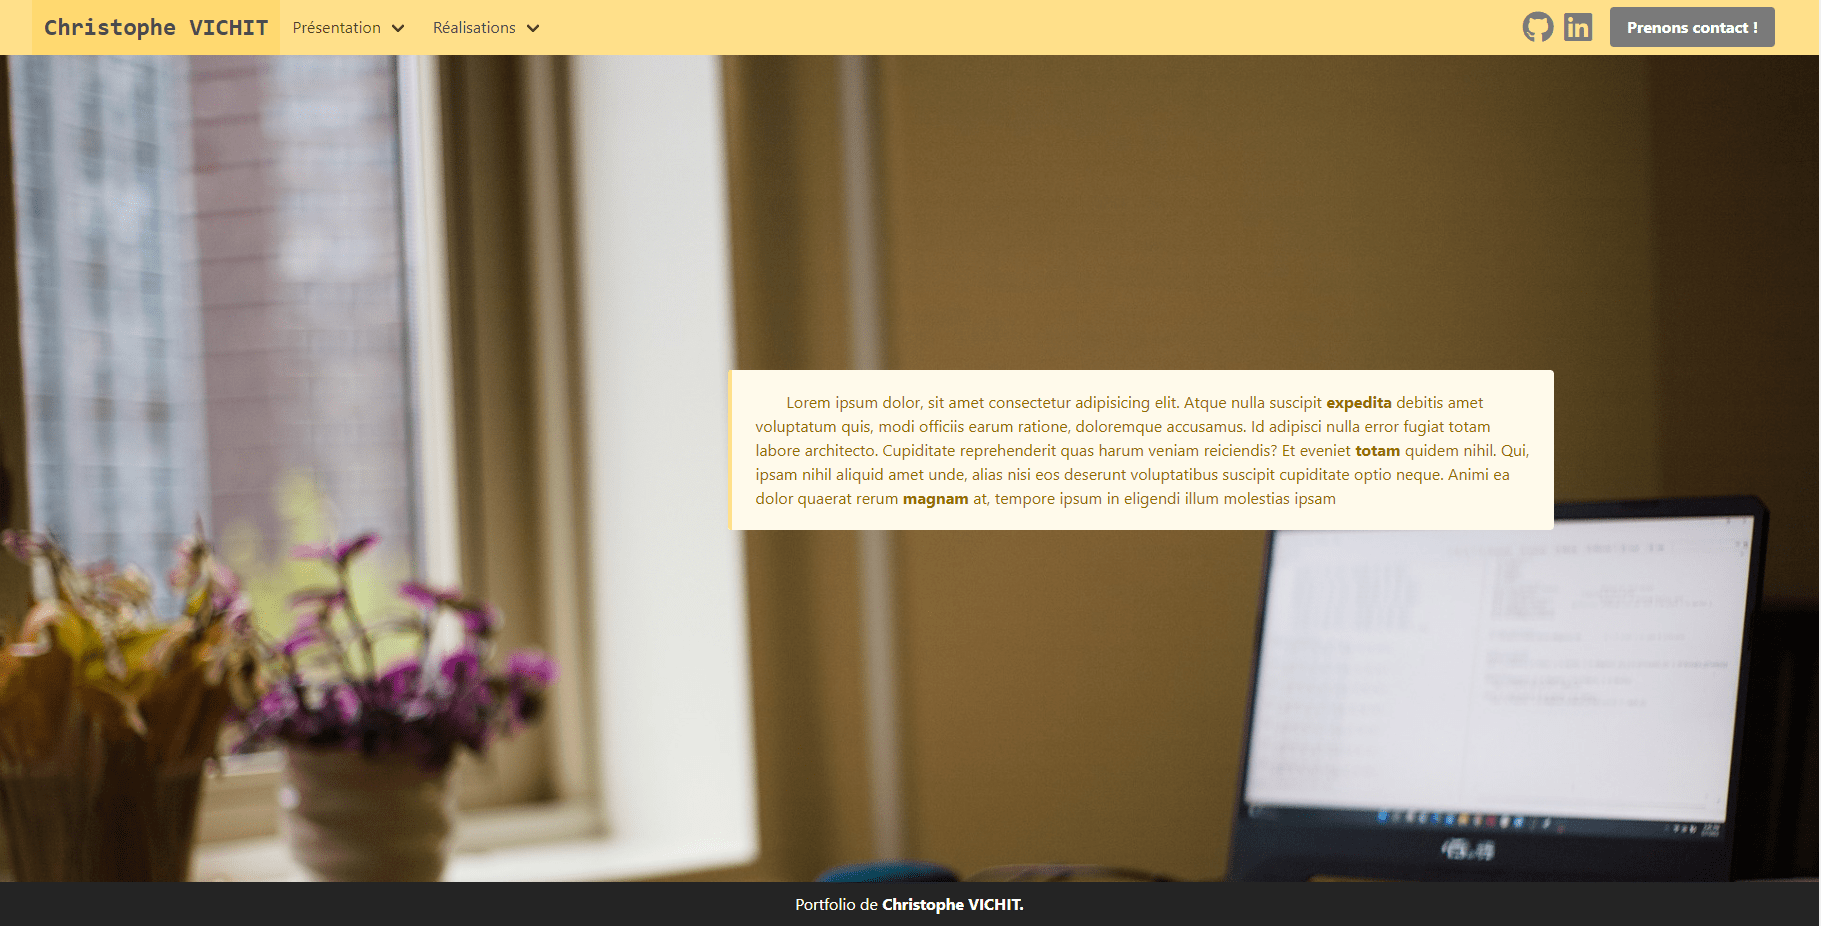 Christophe VICHIT Présentation Réalisations Prenons contact !
Lorem ipsum dolor, sit amet consectetur adipisicing elit. Atque nulla suscipit expedita debitis amet
voluptatum quis, modi officiis earum ratione, doloremque accusamus. Id adipisci nulla error fugiat totam
labore architecto. Cupiditate reprehenderit quas harum veniam reiciendis? Et eveniet totam quidem nihil. Qui,
ipsam nihil aliquid amet unde, alias nisi eos deserunt voluptatibus suscipit cupiditate optio neque. Animi ea
dolor quaerat rerum magnam at, tempore ipsum in eligendi illum molestias ipsam
Portfolio de Christophe VICHIT.